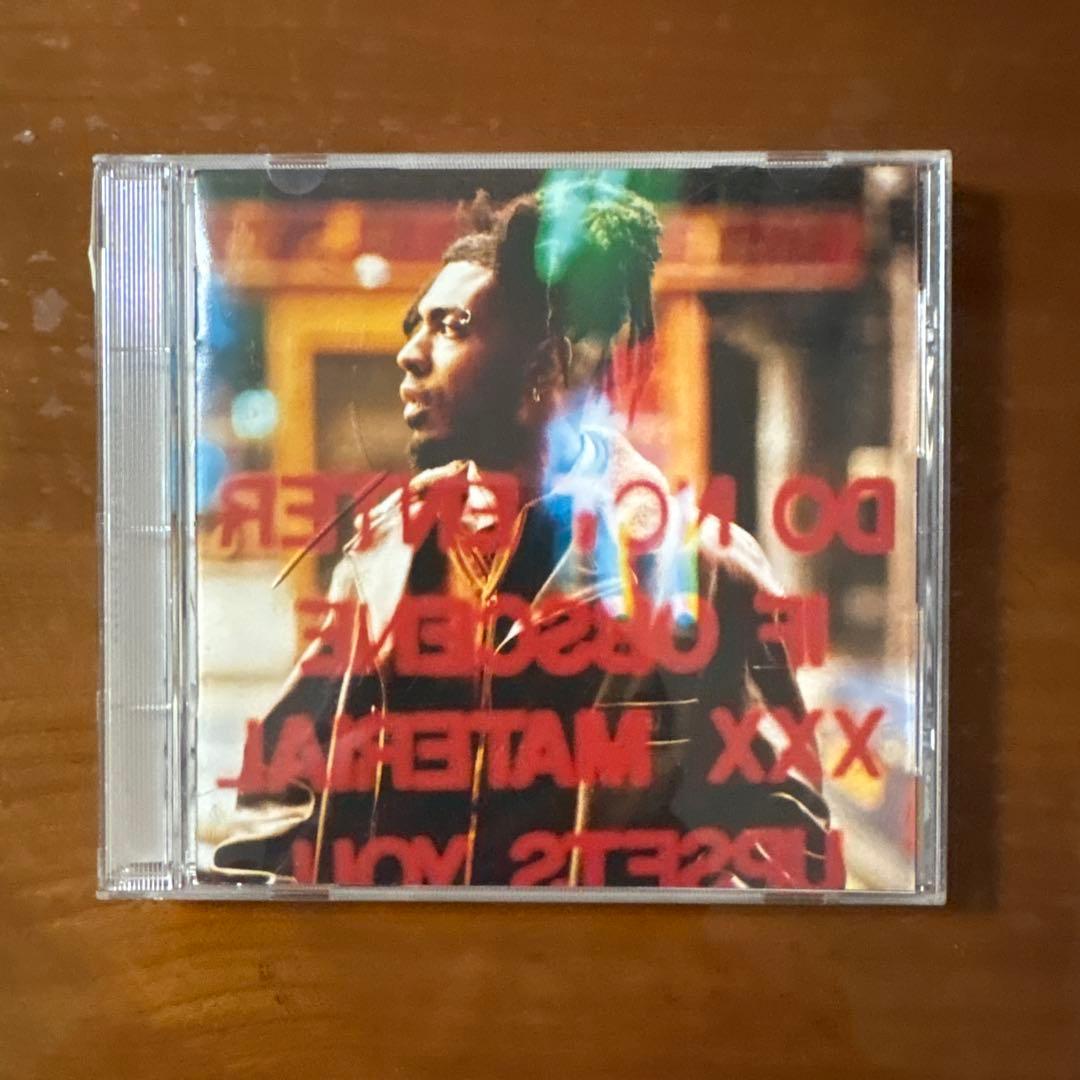 DO NOT ENTER
IF OBSCENE
XXX MATERIAL
UPSETS YOU